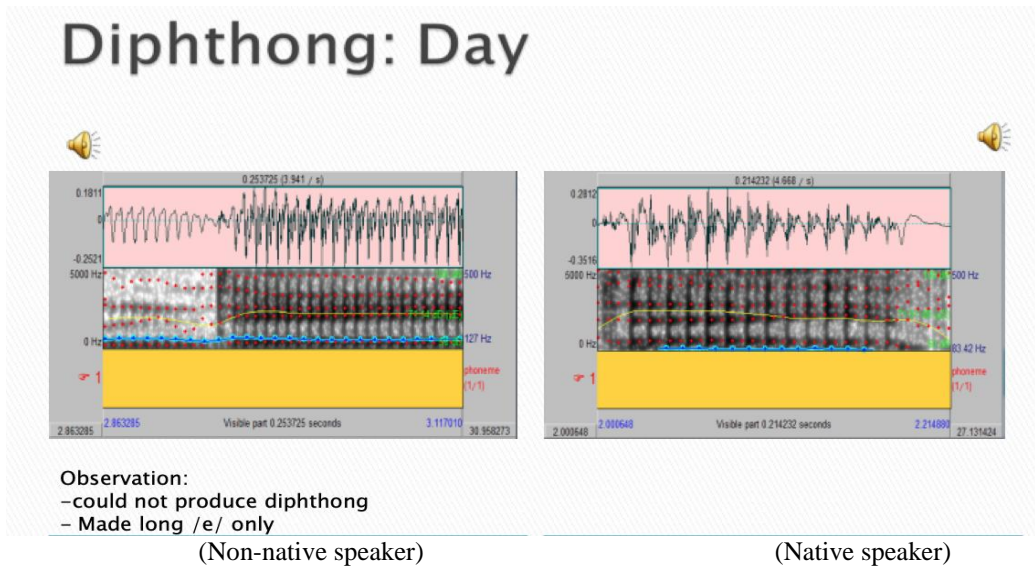 Diphthong: Day
0.253725 (3.941 / s)
0.1811
0
-0.2521
5000 Hz
500 Hz
0 Hz
127 Hz
1
phoneme
(1/1)
2.863285
2.863285
Visible part 0.253725 seconds
3.117010
30.958273
0.214232 (4.668 / s)
0.2812
0
-0.3516
5000 Hz
500 Hz
0 Hz
83.42 Hz
1
phoneme
(1/1)
2.000648
2.000648
Visible part 0.214232 seconds
2.214880
27.131424
Observation:
-could not produce diphthong
- Made long /e/ only
(Non-native speaker)
(Native speaker)